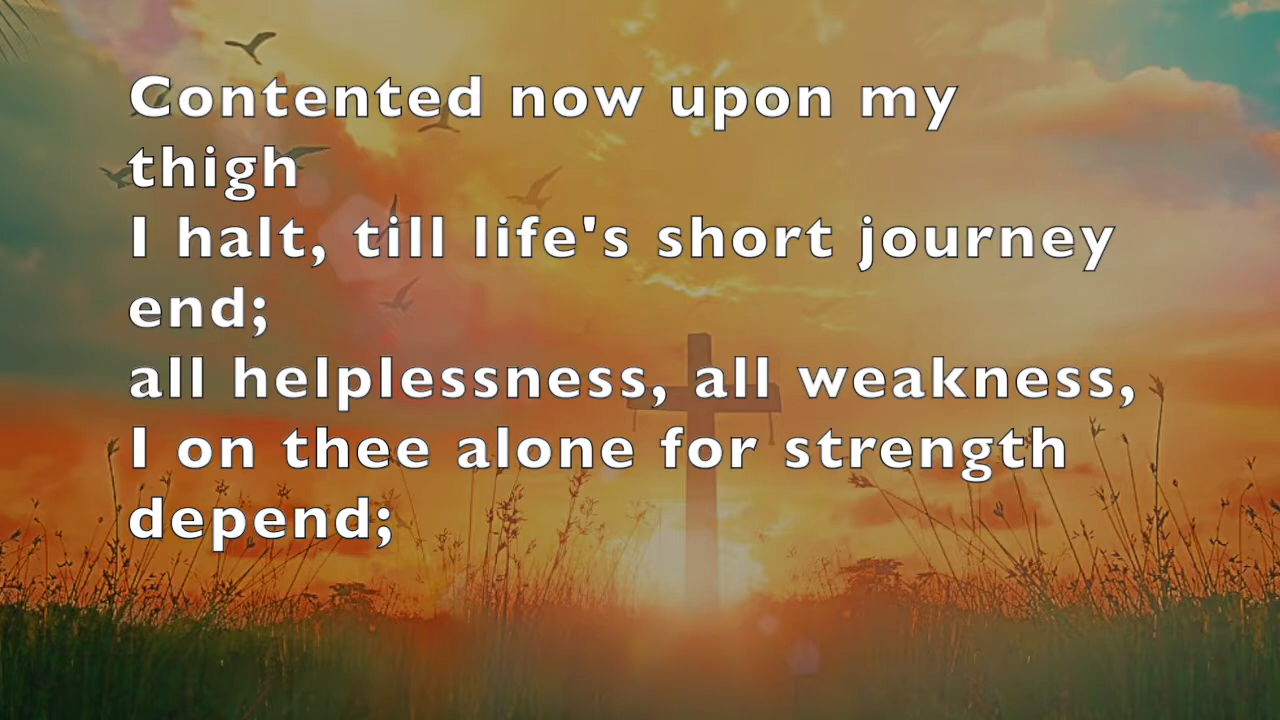 Contented now upon my
thigh
I halt, till life's short journey
end;
all helplessness, all weakness,
I on thee alone for strength
depend;